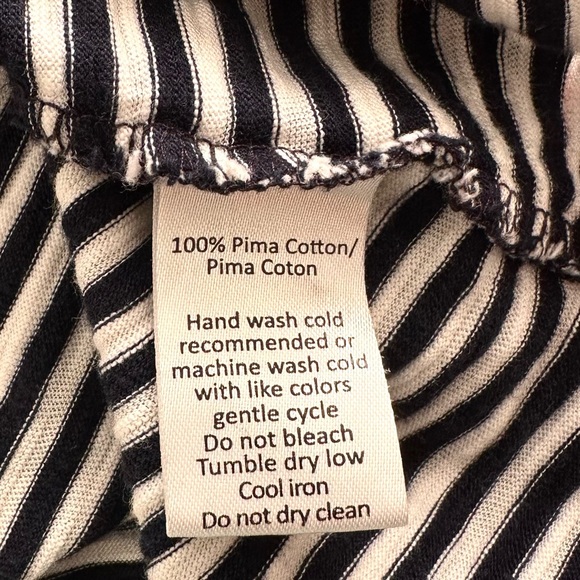 100% Pima Cotton/
Pima Coton
Hand wash cold
recommended or
machine wash cold
with like colors
gentle cycle
Do not bleach
Tumble dry low
Cool iron
Do not dry clean